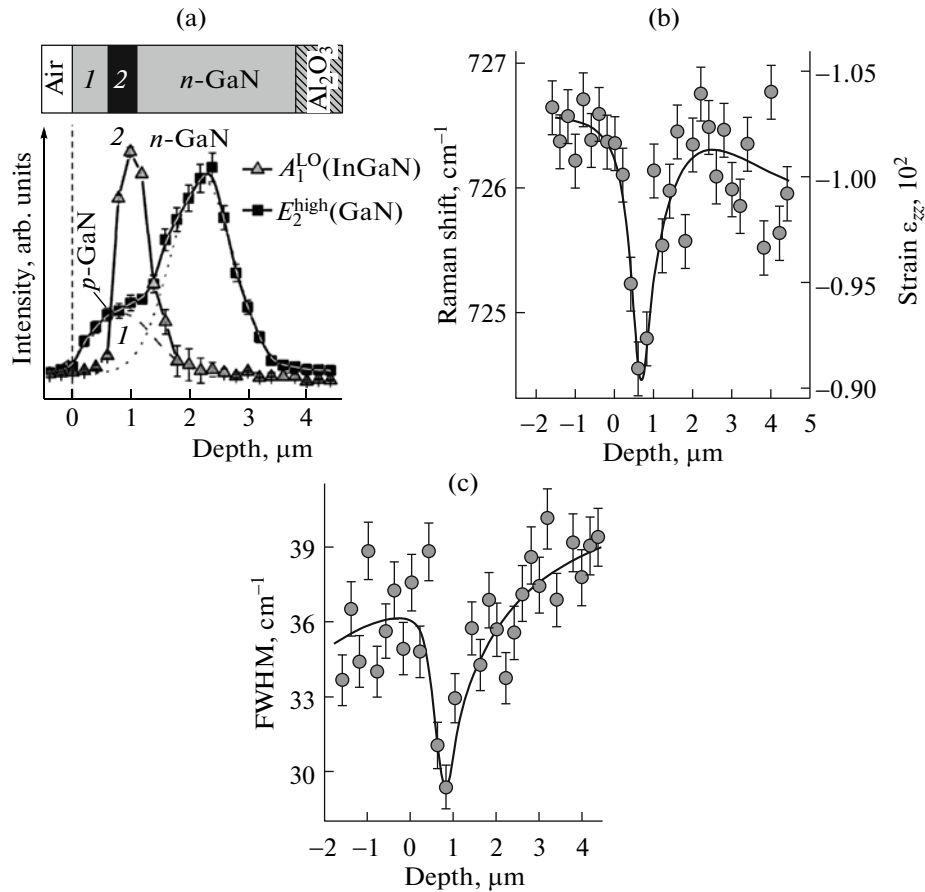 (a)
Air
1
2
n-GaN
Al₂O₃
2
n-GaN
A₁ᴸᴼ(InGaN)
E₂ʰⁱᵍʰ(GaN)
p-GaN
1
Intensity, arb. units
0 1 2 3 4
Depth, μm
(b)
727
726
725
Raman shift, cm⁻¹
−1.05
−1.00
−0.95
−0.90
Strain εzz, 10²
−2 −1 0 1 2 3 4 5
Depth, μm
(c)
39
36
33
30
FWHM, cm⁻¹
−2 −1 0 1 2 3 4
Depth, μm